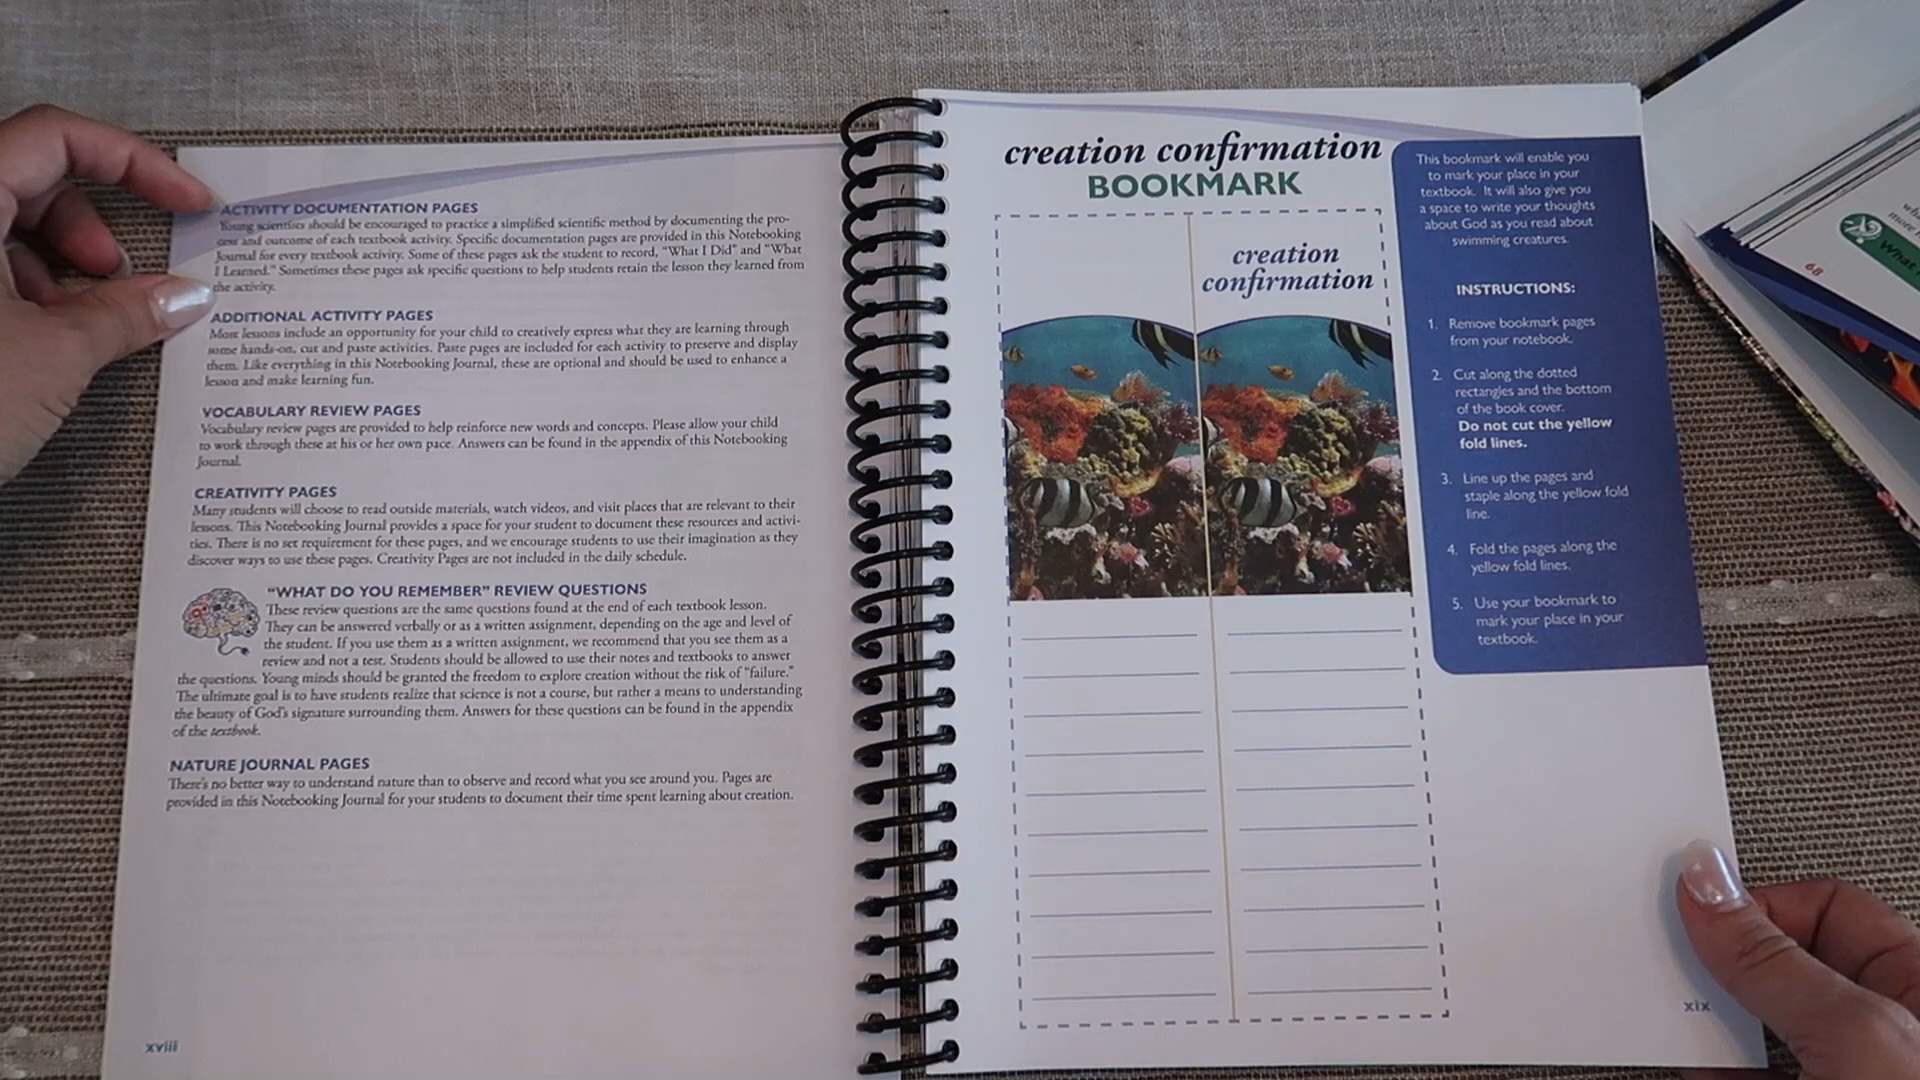 ACTIVITY DOCUMENTATION PAGES
Young scientists should be encouraged to practice a simplified scientific method by documenting the pro-
cess and outcome of each textbook activity. Specific documentation pages are provided in this Notebooking
Journal for every textbook activity. Some of these pages ask the student to record, “What I Did” and “What
I Learned.” Sometimes these pages ask specific questions to help students retain the lesson they learned from
the activity.
ADDITIONAL ACTIVITY PAGES
Most lessons include an opportunity for your child to creatively express what they are learning through
some hands-on, cut and paste activities. Paste pages are included for each activity to preserve and display
them. Like everything in this Notebooking Journal, these are optional and should be used to enhance a
lesson and make learning fun.
VOCABULARY REVIEW PAGES
Vocabulary review pages are provided to help reinforce new words and concepts. Please allow your child
to work through these at his or her own pace. Answers can be found in the appendix of this Notebooking
Journal.
CREATIVITY PAGES
Many students will choose to read outside materials, watch videos, and visit places that are relevant to their
lessons. This Notebooking Journal provides a space for your student to document these resources and activi-
ties. There is no set requirement for these pages, and we encourage students to use their imagination as they
discover ways to use these pages. Creativity Pages are not included in the daily schedule.
“WHAT DO YOU REMEMBER” REVIEW QUESTIONS
These review questions are the same questions found at the end of each textbook lesson.
They can be answered verbally or as a written assignment, depending on the age and level of
the student. If you use them as a written assignment, we recommend that you see them as a
review and not a test. Students should be allowed to use their notes and textbooks to answer
the questions. Young minds should be granted the freedom to explore creation without the risk of “failure.”
The ultimate goal is to have students realize that science is not a course, but rather a means to understanding
the beauty of God’s signature surrounding them. Answers for these questions can be found in the appendix
of the textbook.
NATURE JOURNAL PAGES
There’s no better way to understand nature than to observe and record what you see around you. Pages are
provided in this Notebooking Journal for your students to document their time spent learning about creation.
xviii
creation confirmation
BOOKMARK
creation
confirmation
This bookmark will enable you
to mark your place in your
textbook. It will also give you
a space to write your thoughts
about God as you read about
swimming creatures.
INSTRUCTIONS:
1. Remove bookmark pages
from your notebook.
2. Cut along the dotted
rectangles and the bottom
of the book cover.
Do not cut the yellow
fold lines.
3. Line up the pages and
staple along the yellow fold
line.
4. Fold the pages along the
yellow fold lines.
5. Use your bookmark to
mark your place in your
textbook.
xix
more
What
68